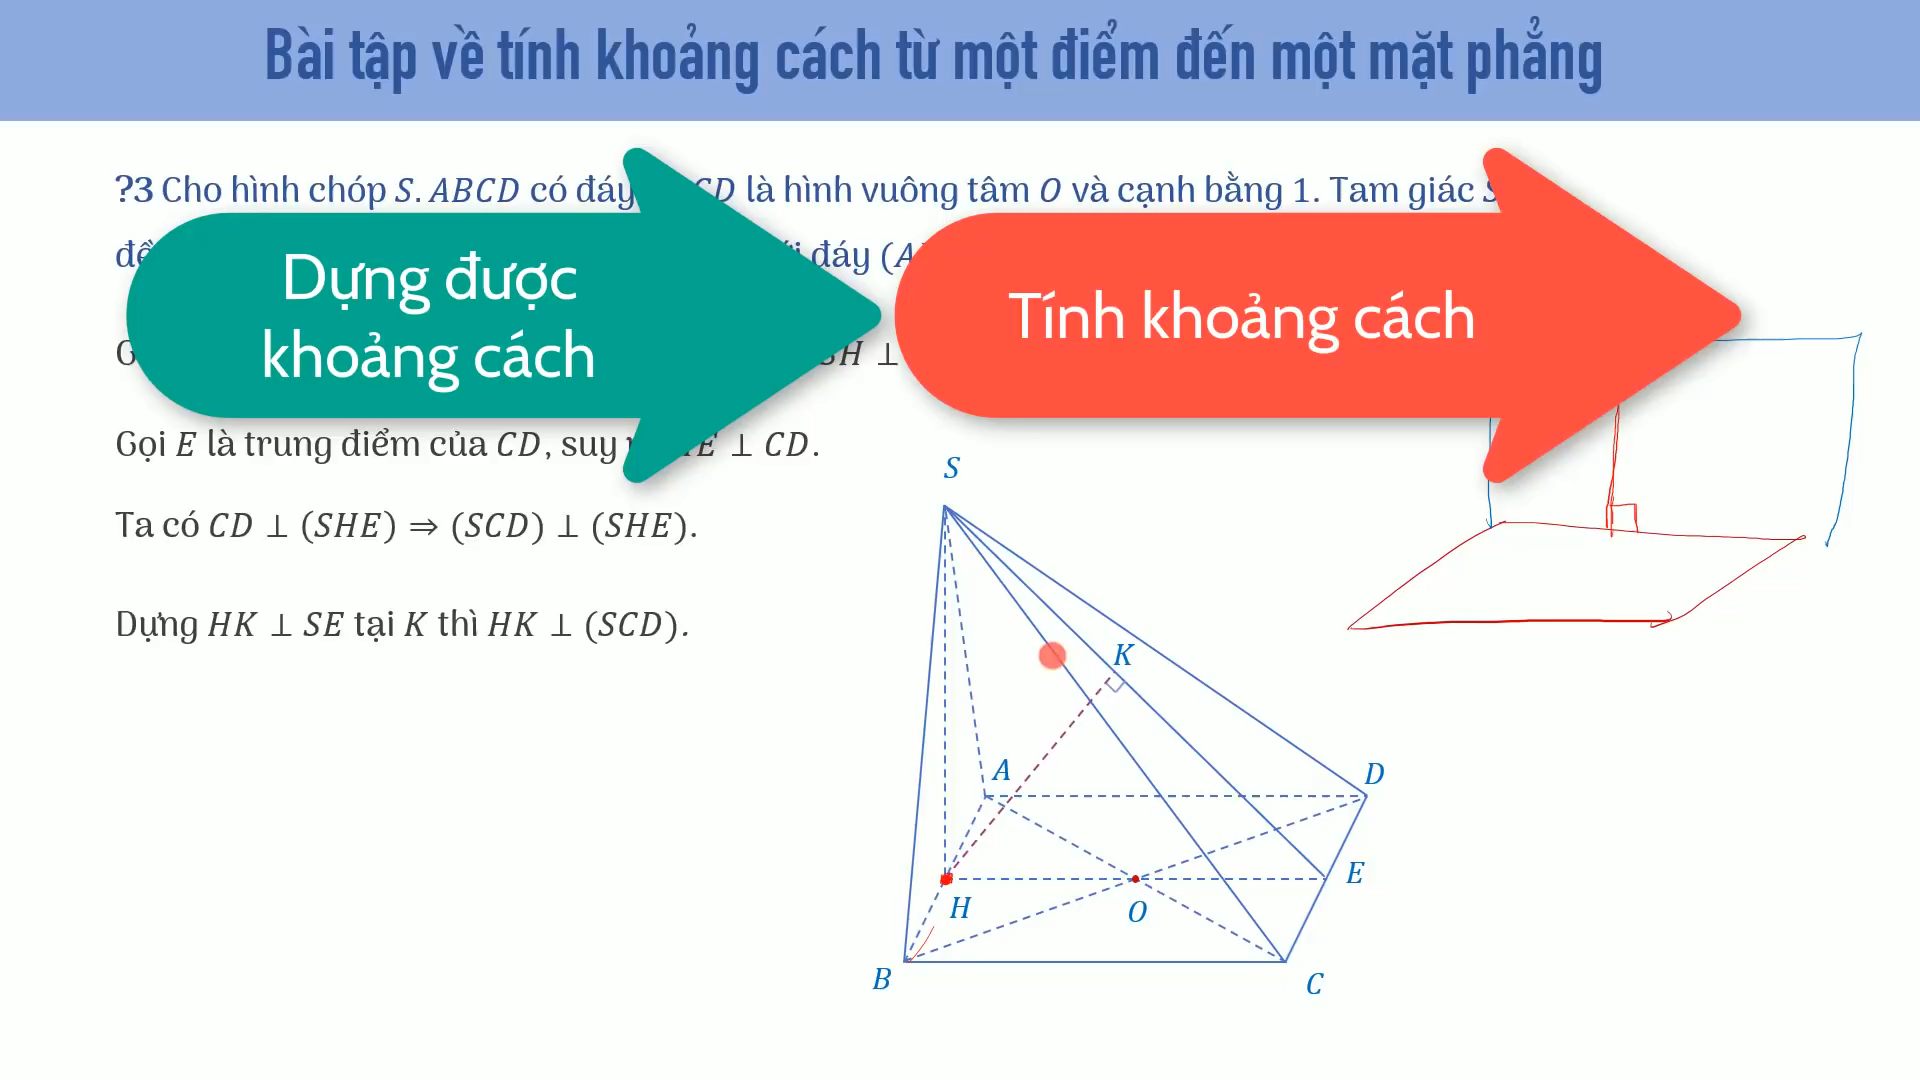 Bài tập về tính khoảng cách từ một điểm đến một mặt phẳng
?3 Cho hình chóp S. ABCD có đáy CD là hình vuông tâm O và cạnh bằng 1. Tam giác S
đáy (A
Dựng được
khoảng cách
Tính khoảng cách
SH ⊥
Gọi E là trung điểm của CD, suy E ⊥ CD.
Ta có CD ⊥ (SHE) ⇒ (SCD) ⊥ (SHE).
Dựng HK ⊥ SE tại K thì HK ⊥ (SCD).
S
K
A
D
E
H
O
B
C